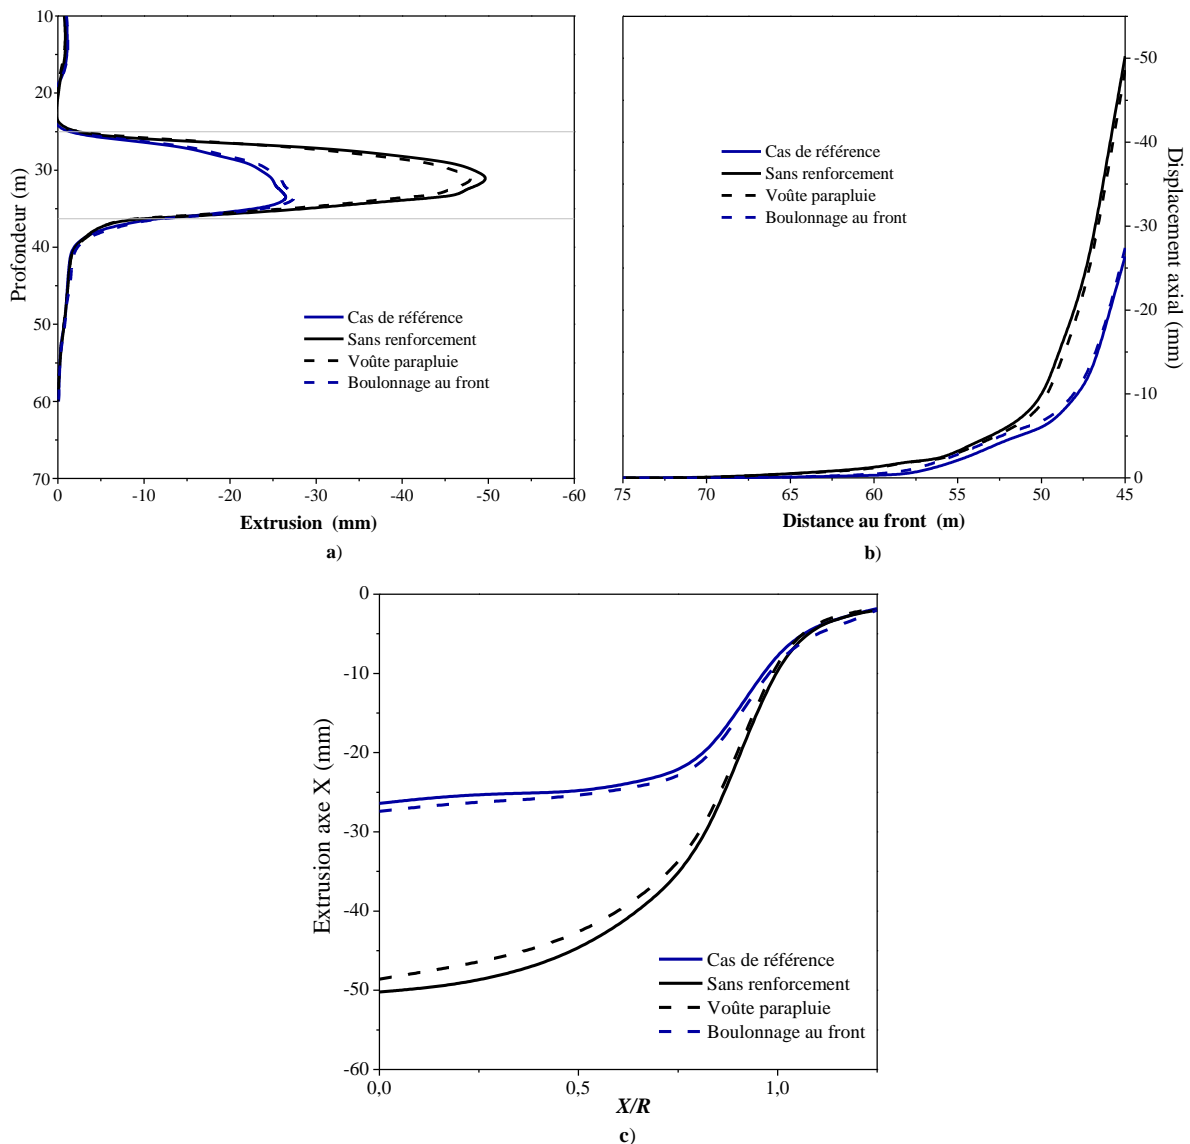 10
20
30
40
50
60
70
0
-10
-20
-30
-40
-50
-60
Profondeur (m)
Extrusion (mm)
Cas de référence
Sans renforcement
Voûte parapluie
Boulonnage au front
a)
75
70
65
60
55
50
45
0
-10
-20
-30
-40
-50
Displacement axial (mm)
Distance au front (m)
Cas de référence
Sans renforcement
Voûte parapluie
Boulonnage au front
b)
0
-10
-20
-30
-40
-50
-60
0,0
0,5
1,0
Extrusion axe X (mm)
X/R
Cas de référence
Sans renforcement
Voûte parapluie
Boulonnage au front
c)